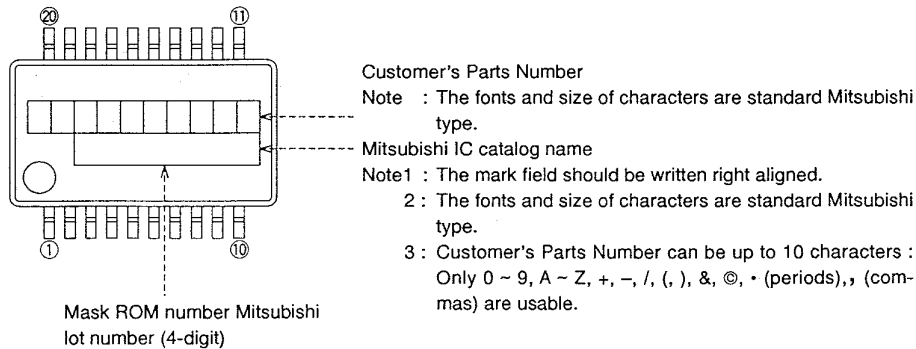 ⑳ ⑪
① ⑩
Mask ROM number Mitsubishi
lot number (4-digit)
Customer's Parts Number
Note : The fonts and size of characters are standard Mitsubishi
type.
Mitsubishi IC catalog name
Note1 : The mark field should be written right aligned.
2 : The fonts and size of characters are standard Mitsubishi
type.
3 : Customer's Parts Number can be up to 10 characters :
Only 0 ~ 9, A ~ Z, +, −, /, (, ), &, ©, · (periods), , (com-
mas) are usable.